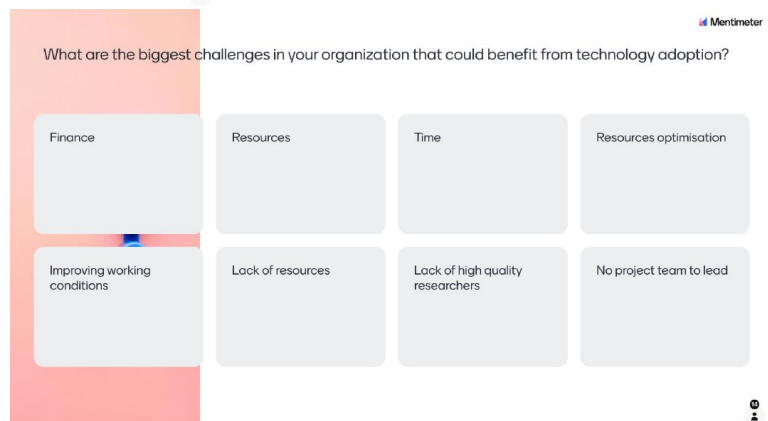 Mentimeter
What are the biggest challenges in your organization that could benefit from technology adoption?
Finance
Resources
Time
Resources optimisation
Improving working
conditions
Lack of resources
Lack of high quality
researchers
No project team to lead